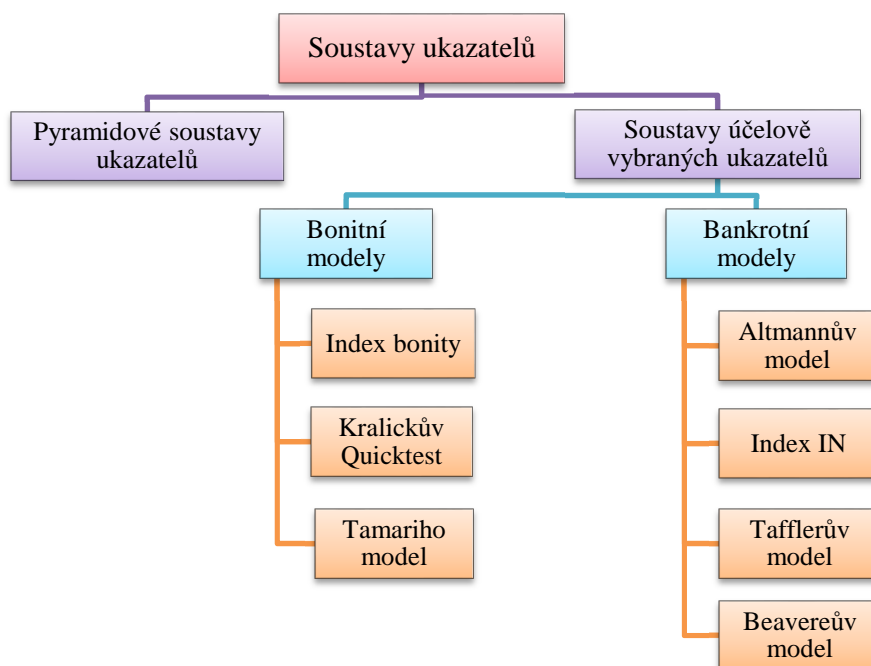 Soustavy ukazatelů
Pyramidové soustavy
ukazatelů
Soustavy účelově
vybraných ukazatelů
Bonitní
modely
Bankrotní
modely
Index bonity
Kralickův
Quicktest
Tamariho
model
Altmannův
model
Index IN
Tafflerův
model
Beavereův
model